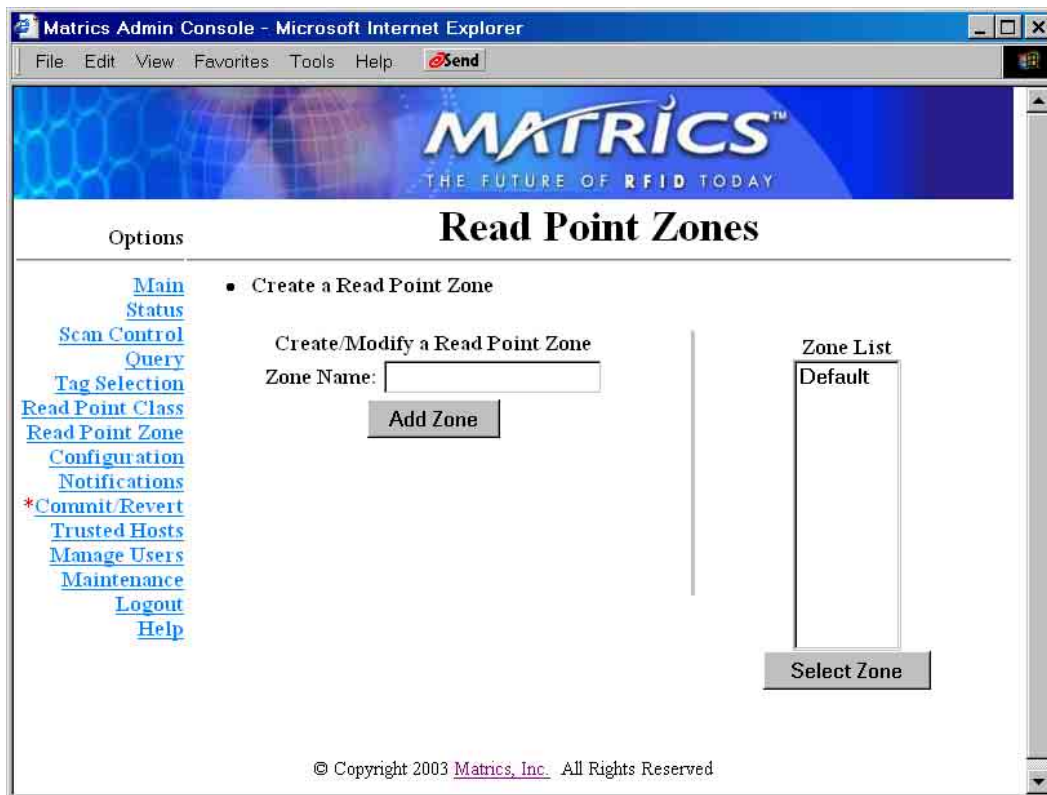 Matrics Admin Console - Microsoft Internet Explorer
File Edit View Favorites Tools Help Send
MATRICS™
THE FUTURE OF RFID TODAY
Options
Read Point Zones
Main
Status
Scan Control
Query
Tag Selection
Read Point Class
Read Point Zone
Configuration
Notifications
*Commit/Revert
Trusted Hosts
Manage Users
Maintenance
Logout
Help
• Create a Read Point Zone
Create/Modify a Read Point Zone
Zone Name:
Add Zone
Zone List
Default
Select Zone
© Copyright 2003 Matrics, Inc. All Rights Reserved